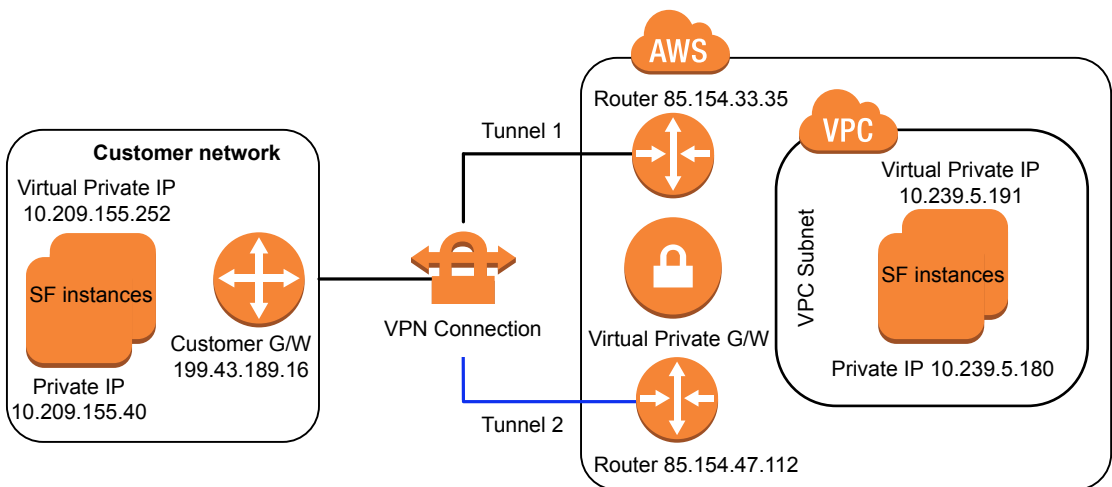 AWS
Router 85.154.33.35
Tunnel 1
VPC
Customer network
Virtual Private IP
10.209.155.252
SF instances
Customer G/W
199.43.189.16
Private IP
10.209.155.40
VPN Connection
Virtual Private G/W
Tunnel 2
Router 85.154.47.112
VPC Subnet
Virtual Private IP
10.239.5.191
SF instances
Private IP 10.239.5.180